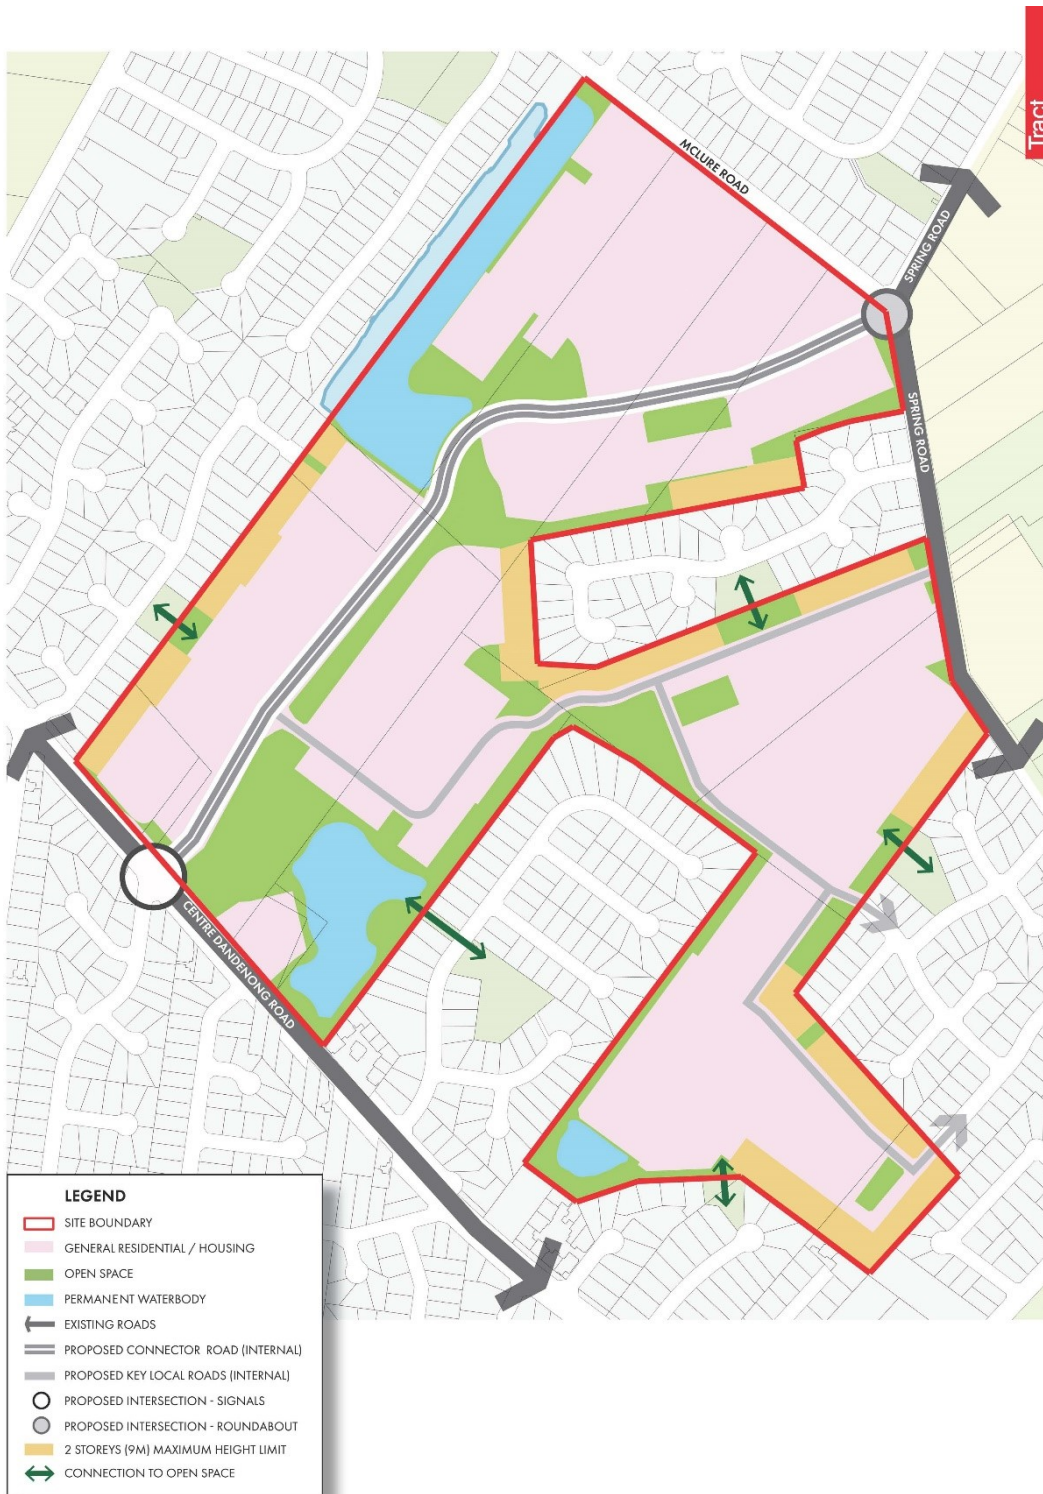 Tract
MCLURE ROAD
SPRING ROAD
SPRING ROAD
CENTRE DANDENONG ROAD
LEGEND
SITE BOUNDARY
GENERAL RESIDENTIAL / HOUSING
OPEN SPACE
PERMANENT WATERBODY
EXISTING ROADS
PROPOSED CONNECTOR ROAD (INTERNAL)
PROPOSED KEY LOCAL ROADS (INTERNAL)
PROPOSED INTERSECTION - SIGNALS
PROPOSED INTERSECTION - ROUNDABOUT
2 STOREYS (9M) MAXIMUM HEIGHT LIMIT
CONNECTION TO OPEN SPACE